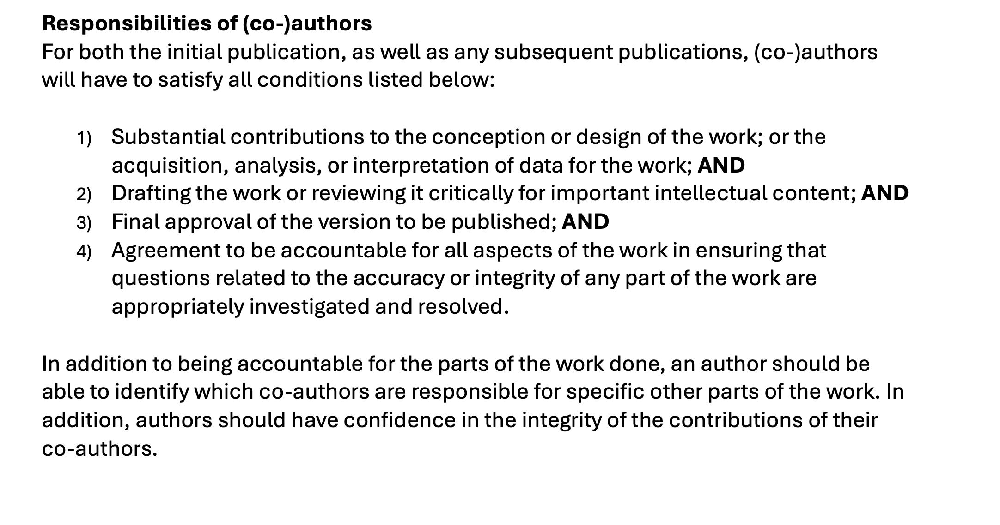 Responsibilities of (co-)authors
For both the initial publication, as well as any subsequent publications, (co-)authors
will have to satisfy all conditions listed below:
1) Substantial contributions to the conception or design of the work; or the
acquisition, analysis, or interpretation of data for the work; AND
2) Drafting the work or reviewing it critically for important intellectual content; AND
3) Final approval of the version to be published; AND
4) Agreement to be accountable for all aspects of the work in ensuring that
questions related to the accuracy or integrity of any part of the work are
appropriately investigated and resolved.
In addition to being accountable for the parts of the work done, an author should be
able to identify which co-authors are responsible for specific other parts of the work. In
addition, authors should have confidence in the integrity of the contributions of their
co-authors.